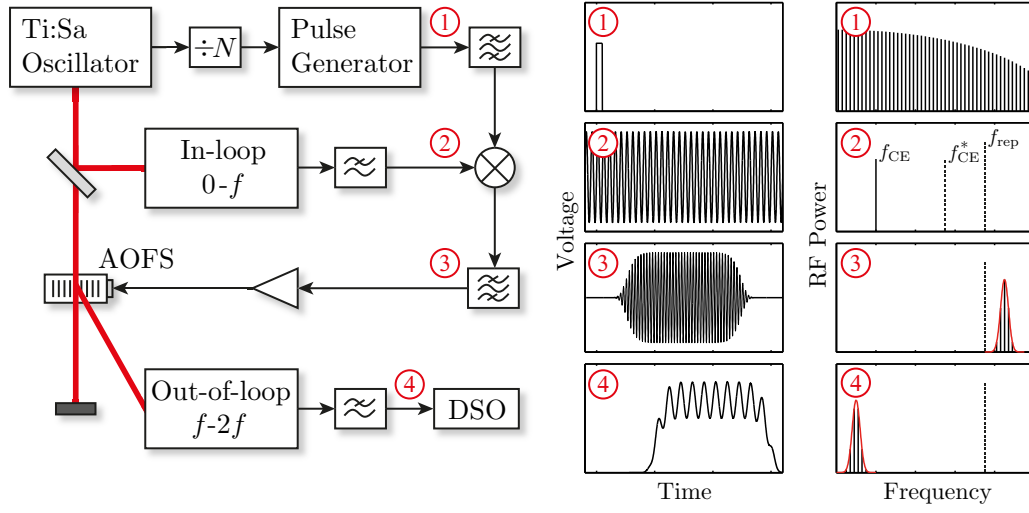 Ti:Sa
Oscillator
÷N
Pulse
Generator
1
In-loop
0-f
2
AOFS
3
Out-of-loop
f-2f
4
DSO
Voltage
1
2
3
4
Time
RF Power
1
2
f_CE
f*_CE
f_rep
3
4
Frequency